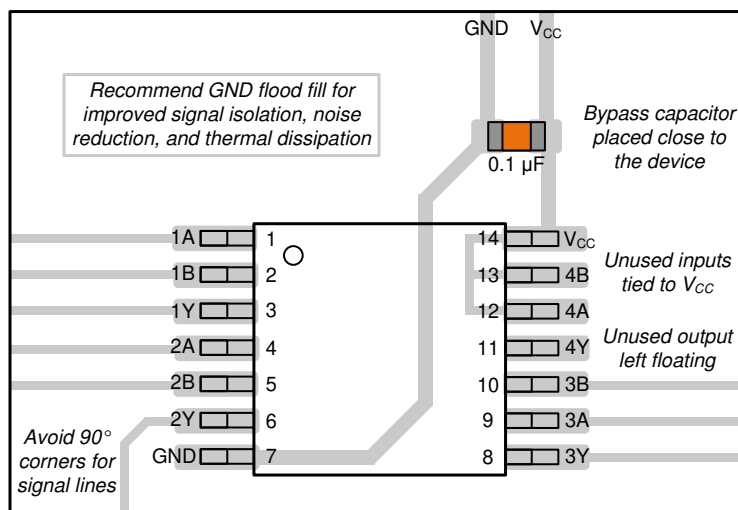 GND V_CC
Recommend GND flood fill for
improved signal isolation, noise
reduction, and thermal dissipation
Bypass capacitor
placed close to
the device
0.1 µF
1A 1 14 V_CC
1B 2 13 4B
1Y 3 12 4A
2A 4 11 4Y
2B 5 10 3B
2Y 6 9 3A
GND 7 8 3Y
Unused inputs
tied to V_CC
Unused output
left floating
Avoid 90°
corners for
signal lines